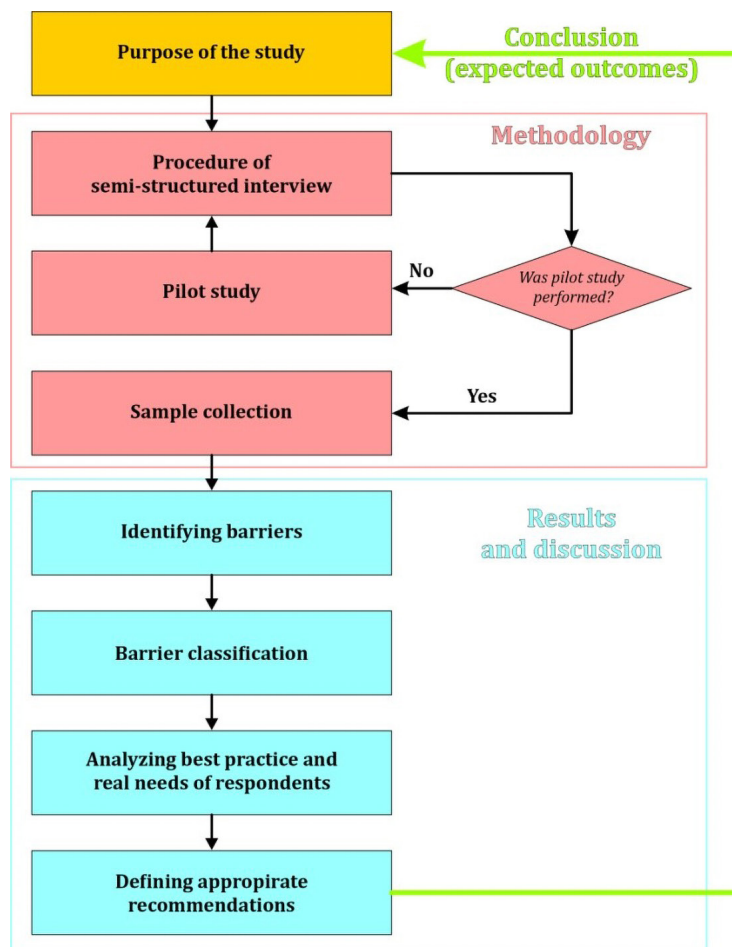 Purpose of the study
Conclusion
(expected outcomes)
Methodology
Procedure of
semi-structured interview
Was pilot study
performed?
No
Pilot study
Yes
Sample collection
Results
and discussion
Identifying barriers
Barrier classification
Analyzing best practice and
real needs of respondents
Defining appropirate
recommendations